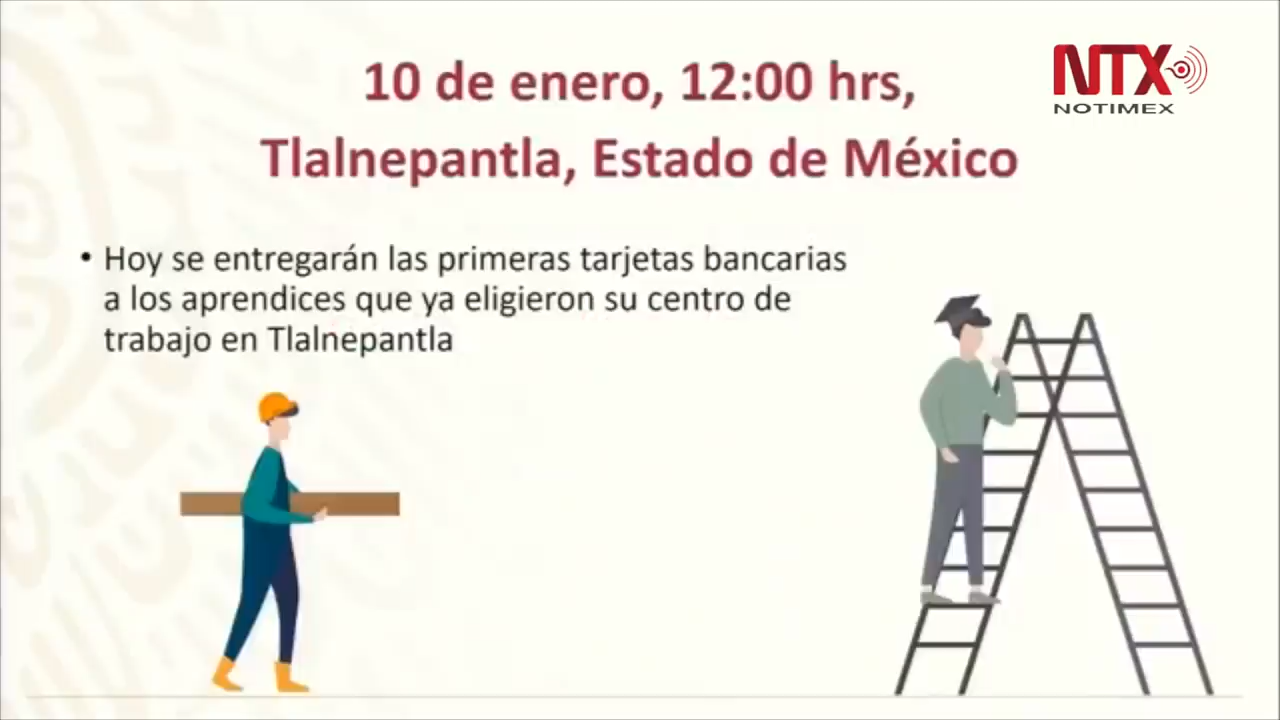 10 de enero, 12:00 hrs,
Tlalnepantla, Estado de México
NTX
NOTIMEX
• Hoy se entregarán las primeras tarjetas bancarias
a los aprendices que ya eligieron su centro de
trabajo en Tlalnepantla